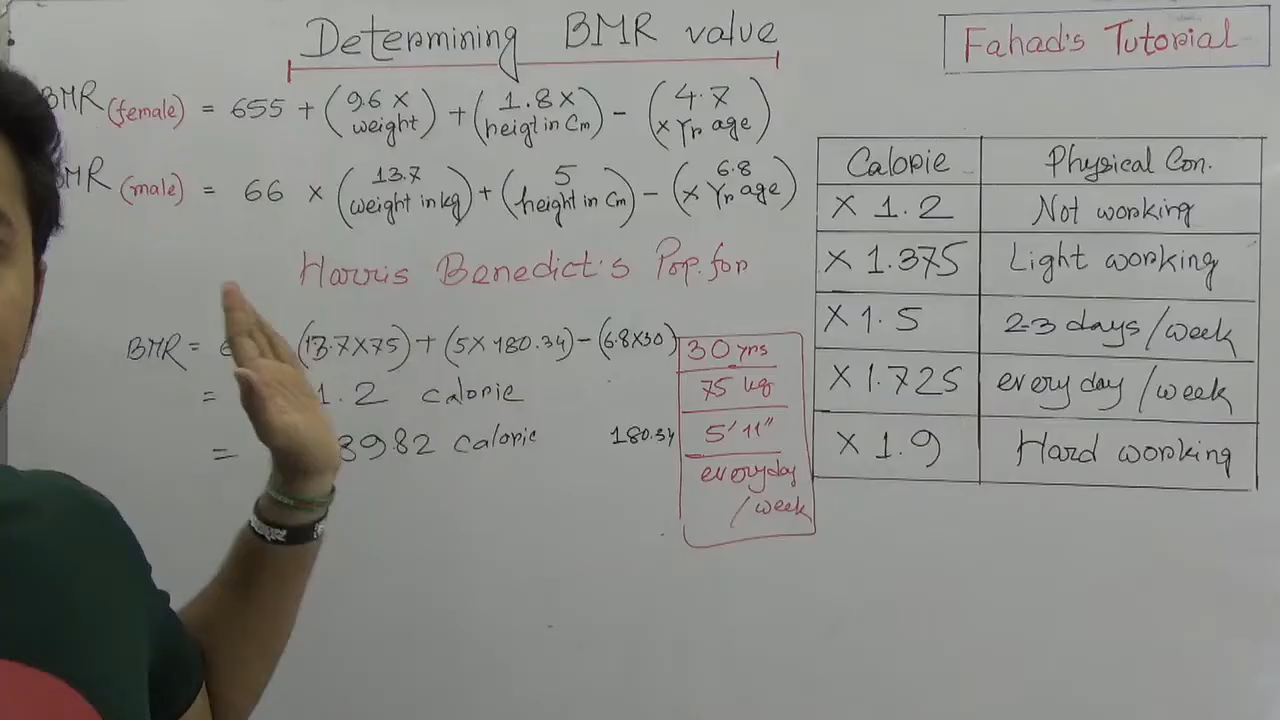 Determining BMR value
Fahad's Tutorial
BMR (female) = 655 + (9.6 x weight) + (1.8 x heigt in Cm) - (4.7 x Yr age)
BMR (male) = 66 x (13.7 weight in kg) + (5 height in Cm) - (6.8 x Yr age)
Harris Benedict's Pop. for
BMR = (13.7x75) + (5x180.34) - (6.8x30)
= 1.2 calorie
= 3982 calorie
180.34
30 yrs
75 kg
5' 11"
everyday
/week
Calorie Physical Con.
x 1.2 Not working
x 1.375 Light working
x 1.5 2-3 days/week
x 1.725 every day/week
x 1.9 Hard working